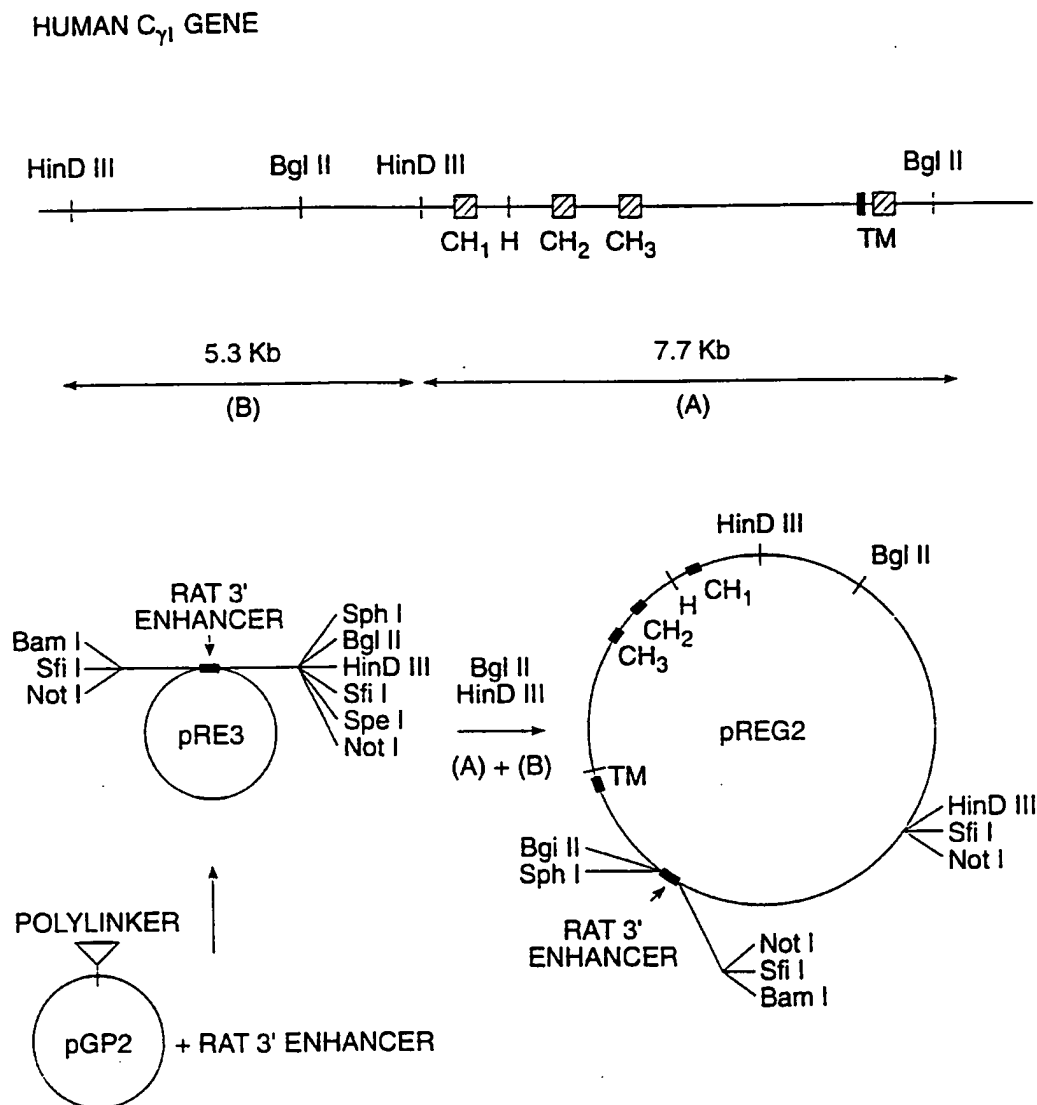 HUMAN Cγ1 GENE
HinD III
Bgl II
HinD III
Bgl II
CH1 H CH2 CH3
TM
5.3 Kb
7.7 Kb
(B)
(A)
RAT 3'
ENHANCER
Bam I
Sfi I
Not I
Sph I
Bgl II
HinD III
Sfi I
Spe I
Not I
pRE3
Bgl II
HinD III
(A) + (B)
HinD III
Bgl II
CH1
H
CH2
CH3
pREG2
TM
HinD III
Sfi I
Not I
Bgi II
Sph I
RAT 3'
ENHANCER
Not I
Sfi I
Bam I
POLYLINKER
pGP2
+ RAT 3' ENHANCER